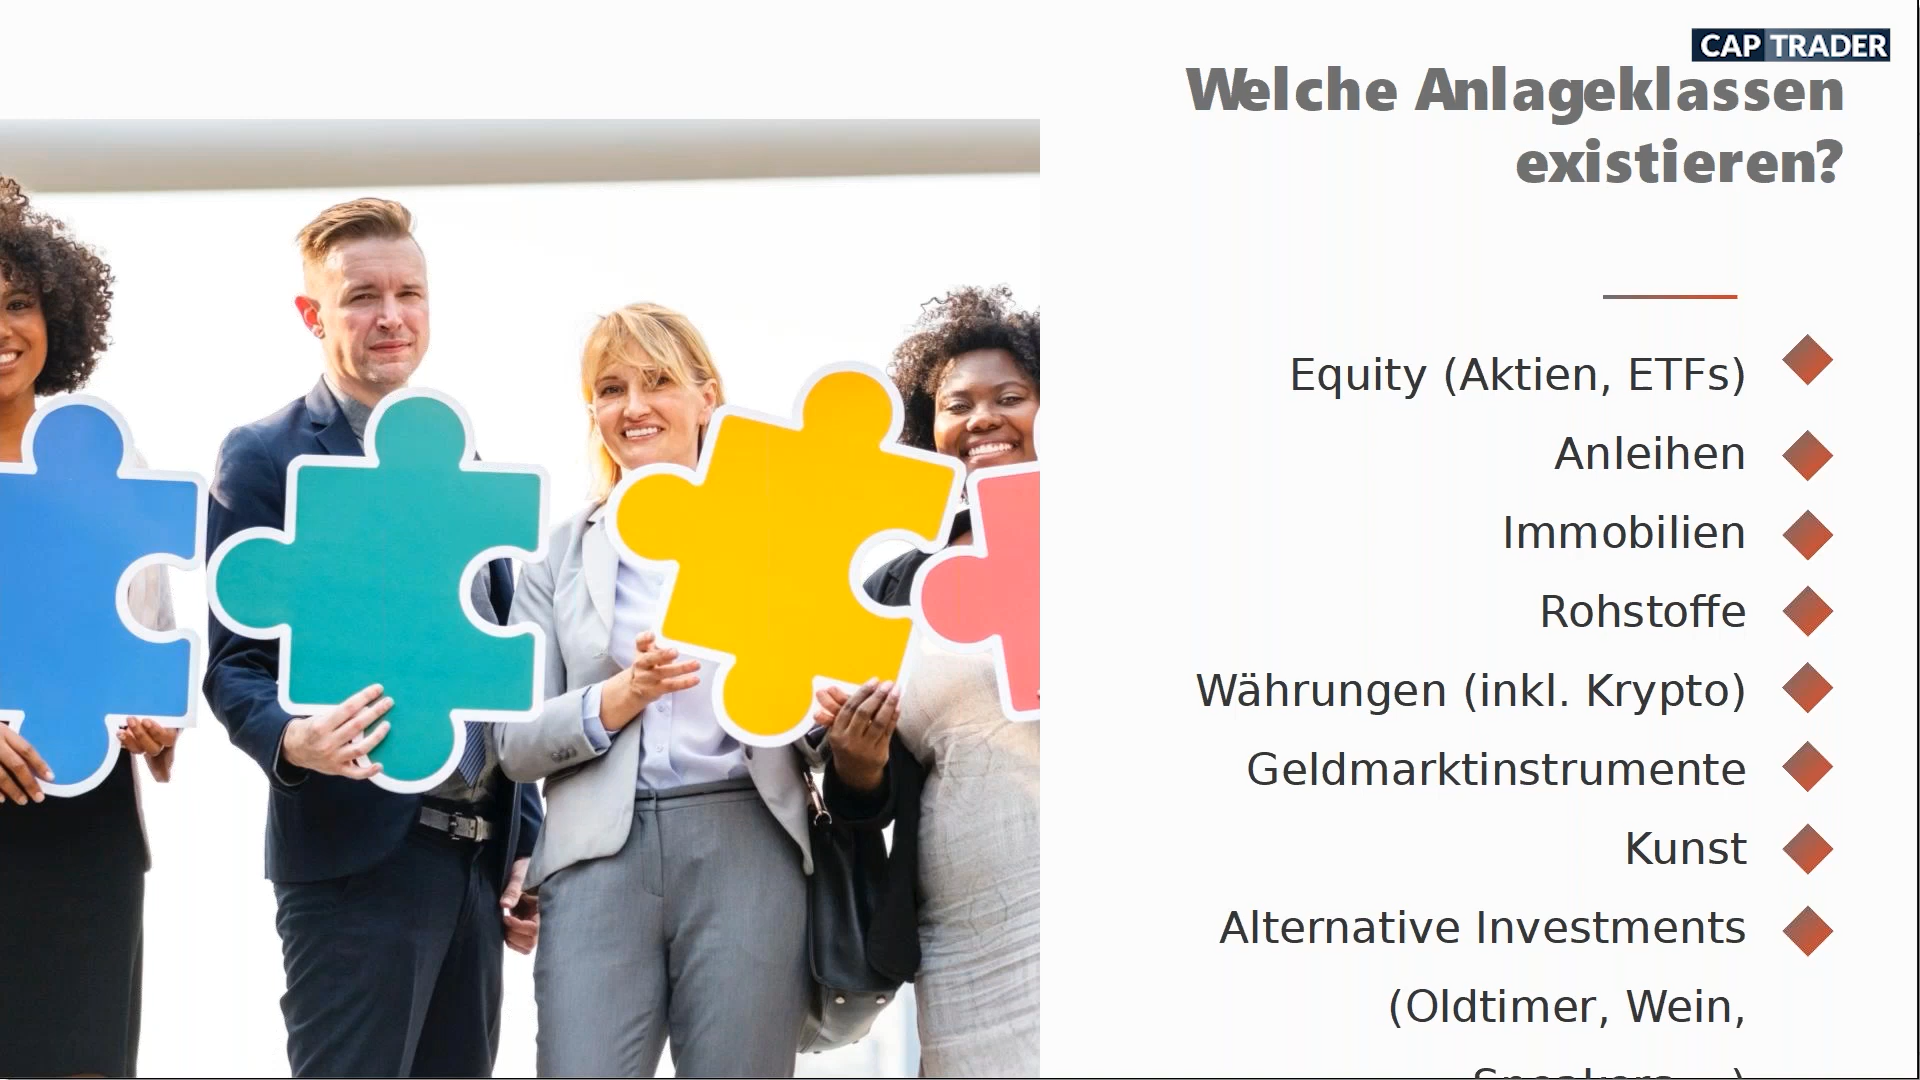 CAP TRADER
Welche Anlageklassen
existieren?
Equity (Aktien, ETFs)
Anleihen
Immobilien
Rohstoffe
Währungen (inkl. Krypto)
Geldmarktinstrumente
Kunst
Alternative Investments
(Oldtimer, Wein,